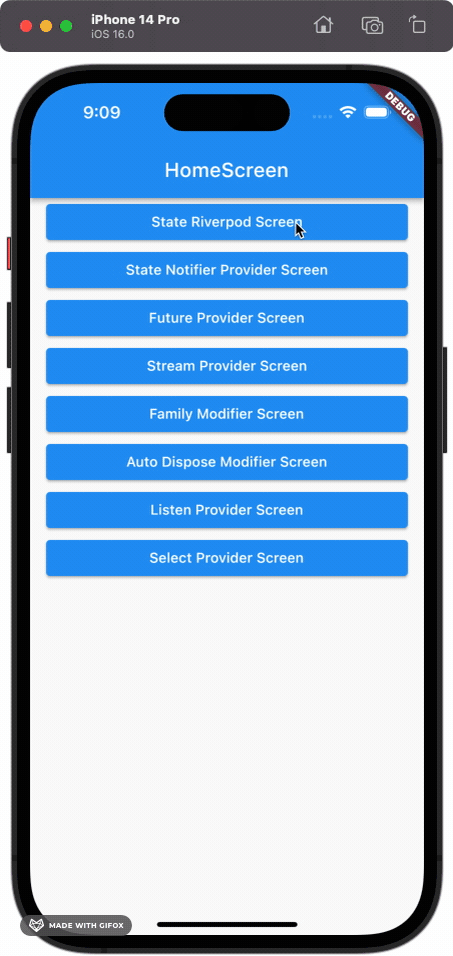 iPhone 14 Pro
iOS 16.0
9:09
DEBUG
HomeScreen
State Riverpod Screen
State Notifier Provider Screen
Future Provider Screen
Stream Provider Screen
Family Modifier Screen
Auto Dispose Modifier Screen
Listen Provider Screen
Select Provider Screen
MADE WITH GIFOX